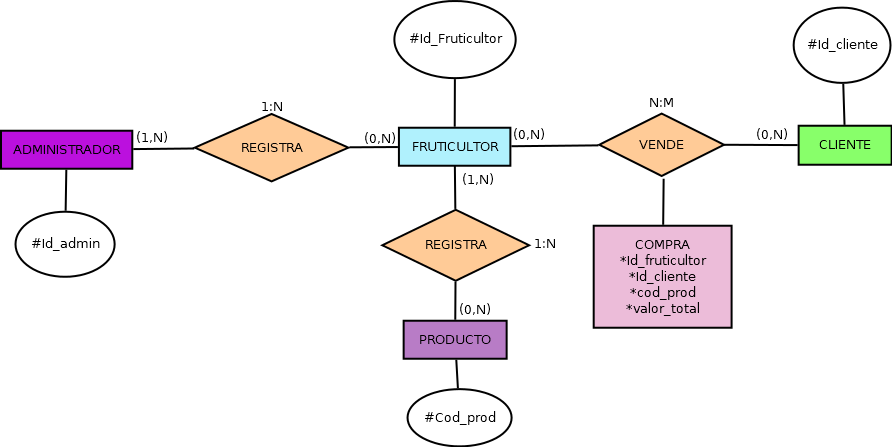 #Id_Fruticultor
#Id_cliente
1:N
N:M
ADMINISTRADOR
(1,N)
REGISTRA
(0,N)
FRUTICULTOR
(0,N)
VENDE
(0,N)
CLIENTE
(1,N)
#Id_admin
REGISTRA
1:N
COMPRA
*Id_fruticultor
*Id_cliente
*cod_prod
*valor_total
(0,N)
PRODUCTO
#Cod_prod